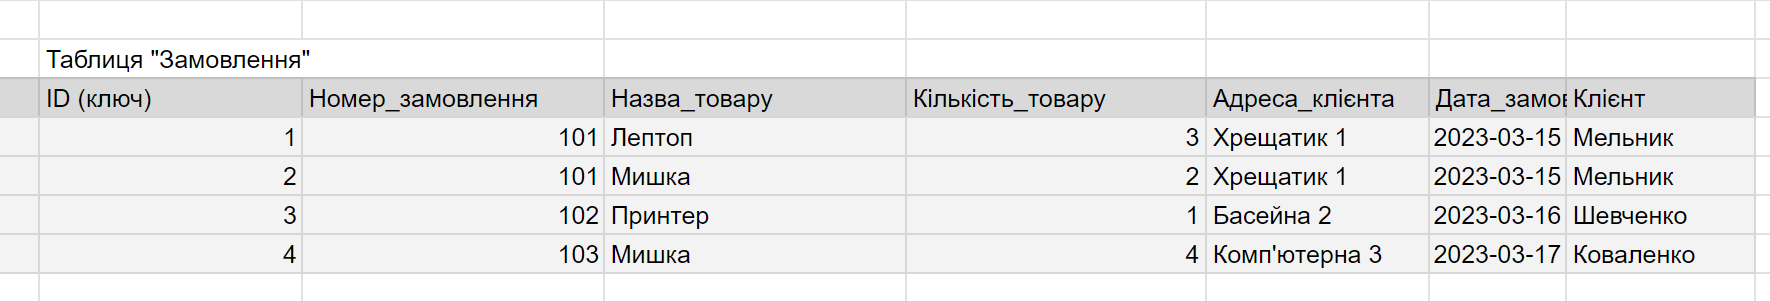 Таблиця "Замовлення"
ID (ключ) Номер_замовлення Назва_товару Кількість_товару Адреса_клієнта Дата_замов Клієнт
1 101 Лептоп 3 Хрещатик 1 2023-03-15 Мельник
2 101 Мишка 2 Хрещатик 1 2023-03-15 Мельник
3 102 Принтер 1 Басейна 2 2023-03-16 Шевченко
4 103 Мишка 4 Комп'ютерна 3 2023-03-17 Коваленко